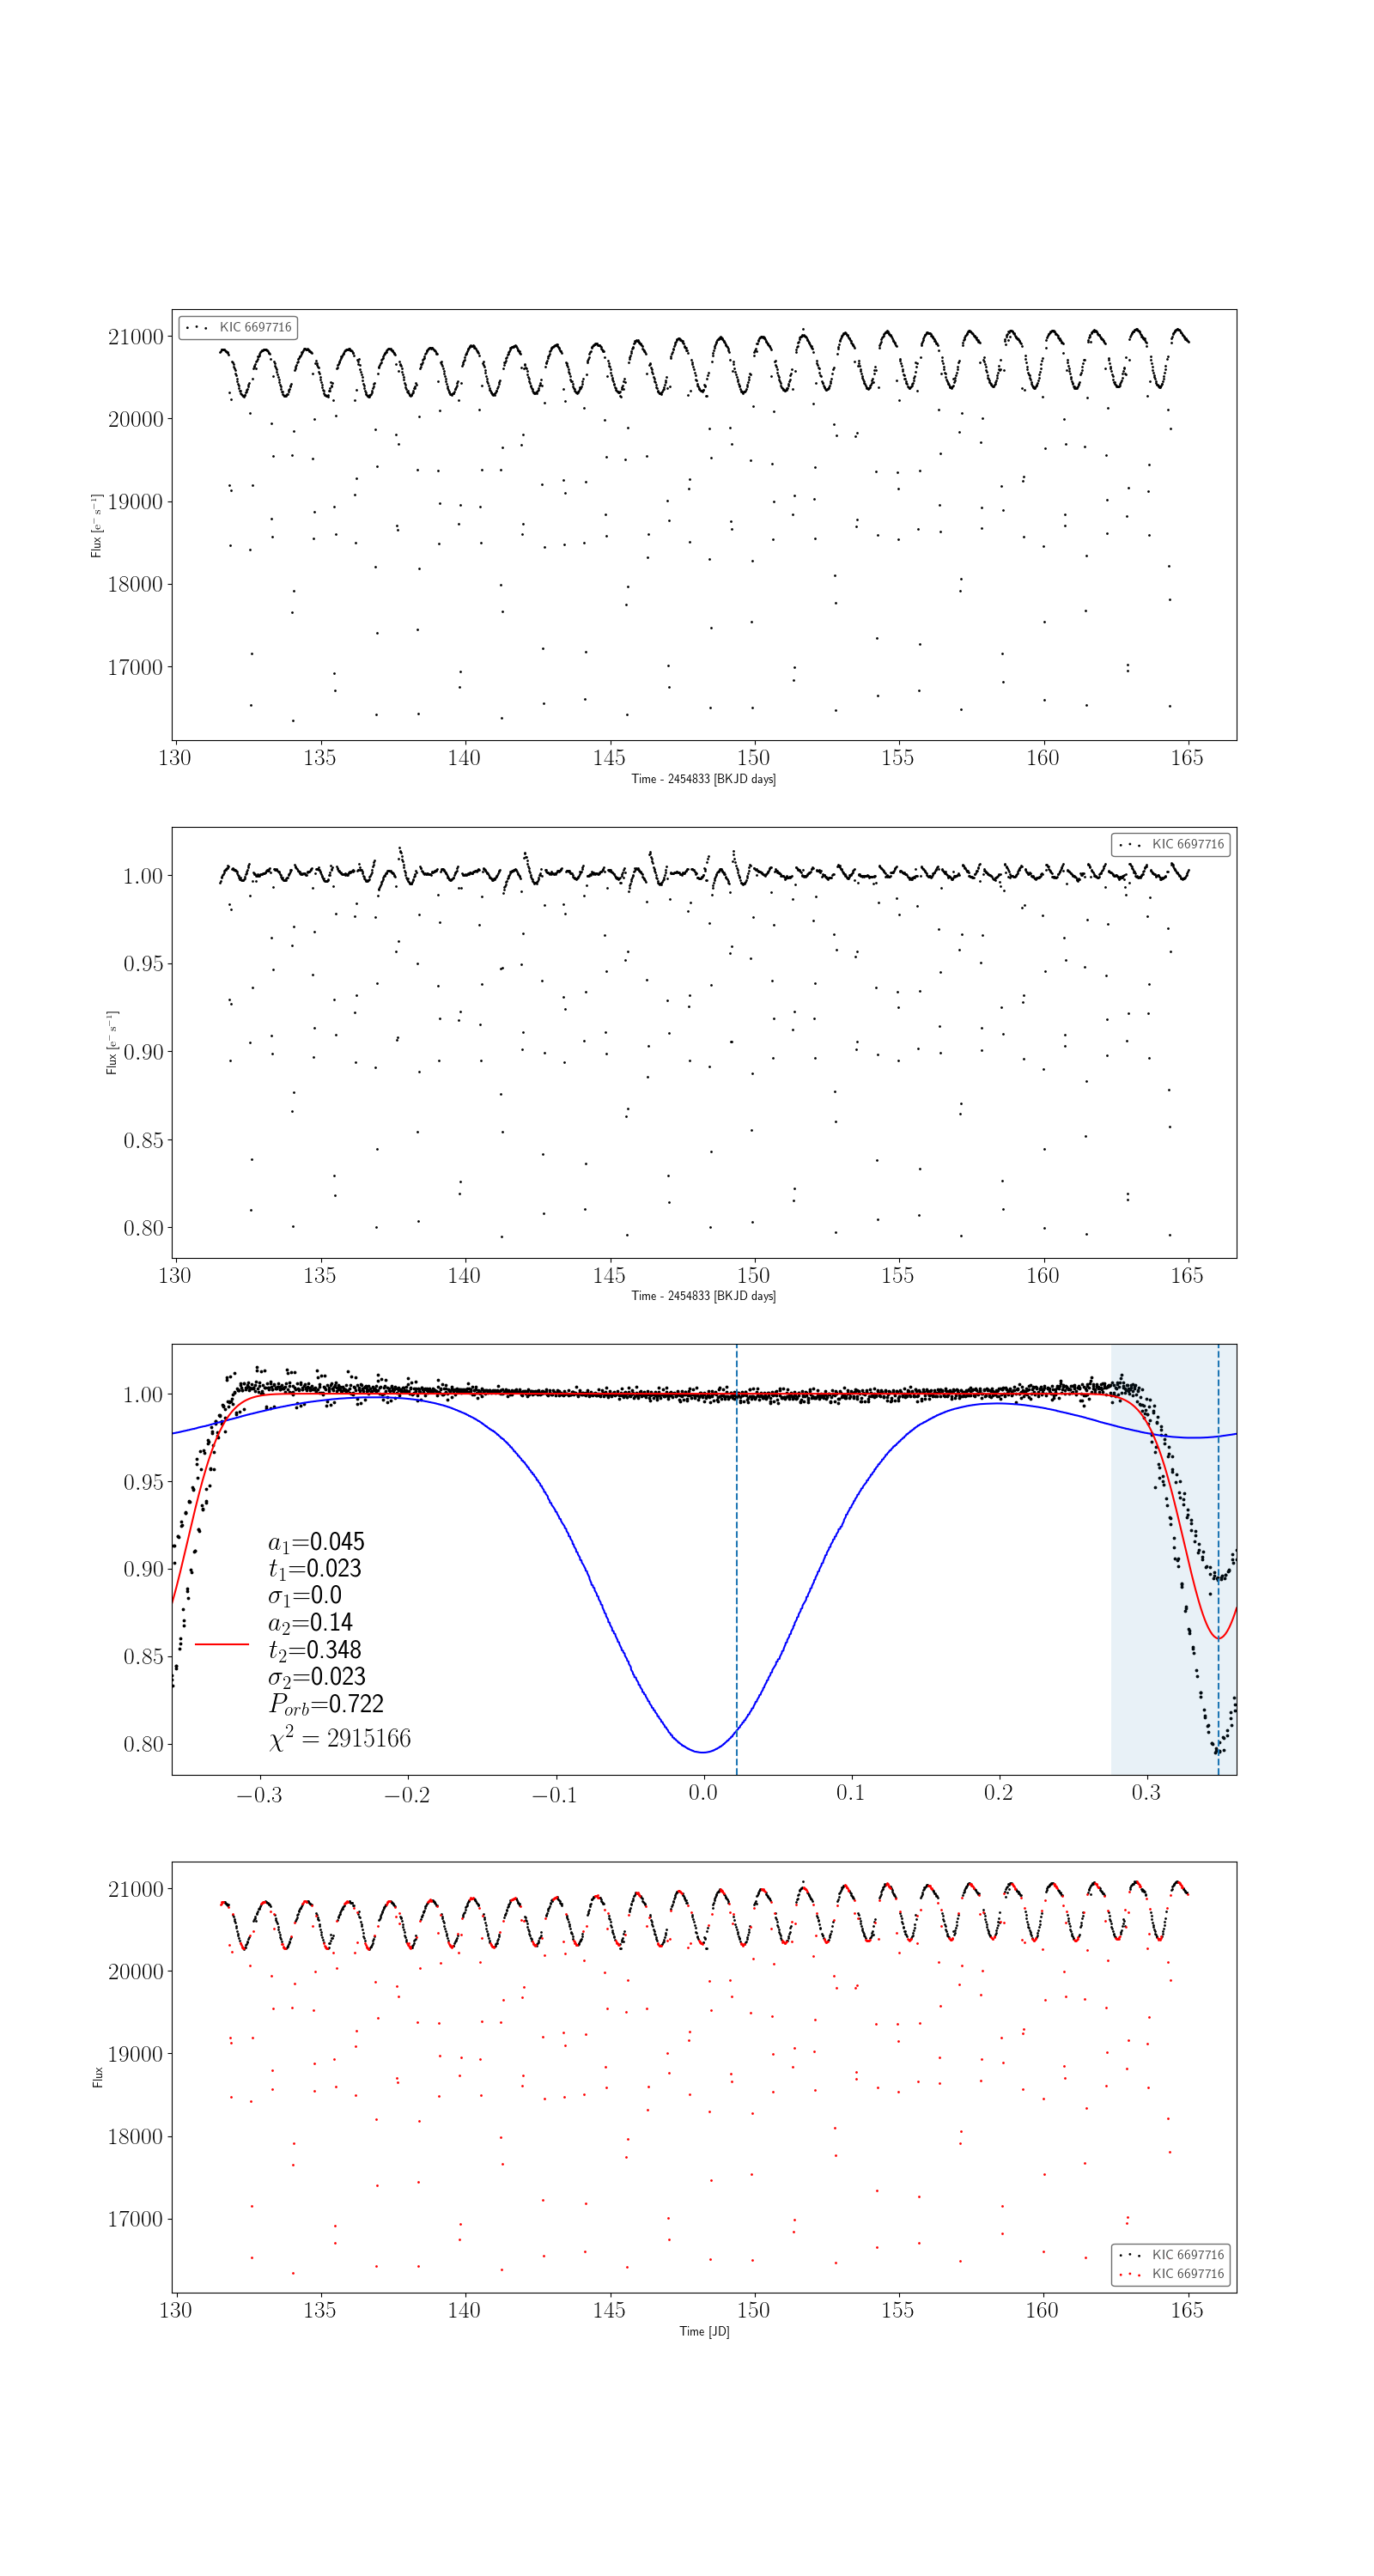 KIC 6697716
21000
20000
19000
18000
17000
Flux [e⁻ s⁻¹]
130 135 140 145 150 155 160 165
Time - 2454833 [BKJD days]
KIC 6697716
1.00
0.95
0.90
0.85
0.80
Flux [e⁻ s⁻¹]
130 135 140 145 150 155 160 165
Time - 2454833 [BKJD days]
1.00
0.95
0.90
0.85
0.80
a₁=0.045
t₁=0.023
σ₁=0.0
a₂=0.14
t₂=0.348
σ₂=0.023
P_orb=0.722
χ² = 2915166
−0.3 −0.2 −0.1 0.0 0.1 0.2 0.3
21000
20000
19000
18000
17000
Flux
KIC 6697716
KIC 6697716
130 135 140 145 150 155 160 165
Time [JD]